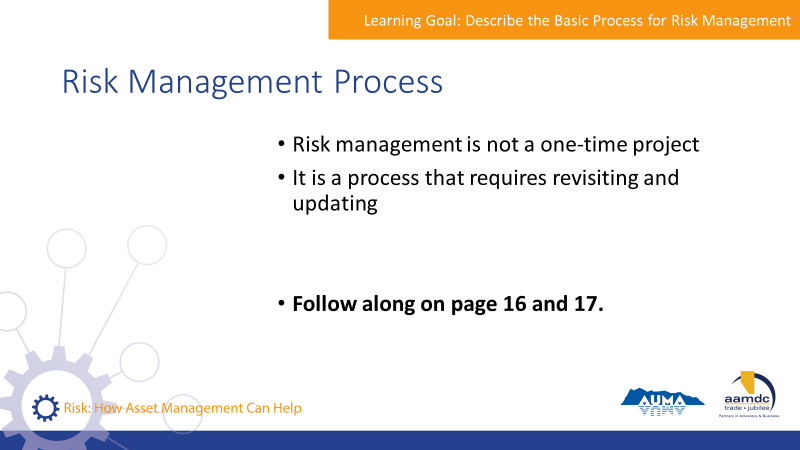 Learning Goal: Describe the Basic Process for Risk Management
Risk Management Process
• Risk management is not a one-time project
• It is a process that requires revisiting and
updating
• Follow along on page 16 and 17.
Risk: How Asset Management Can Help
AUMA
aamdc
trade • jubilee
Partners in Advocacy & Business